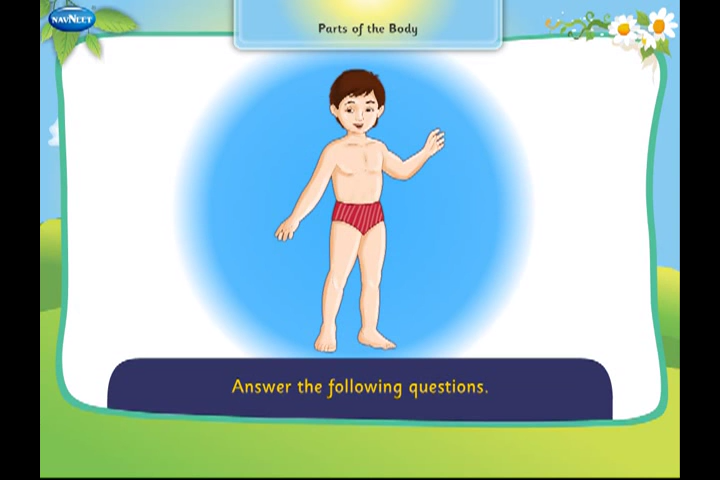 NAVNEET
Parts of the Body
Answer the following questions.